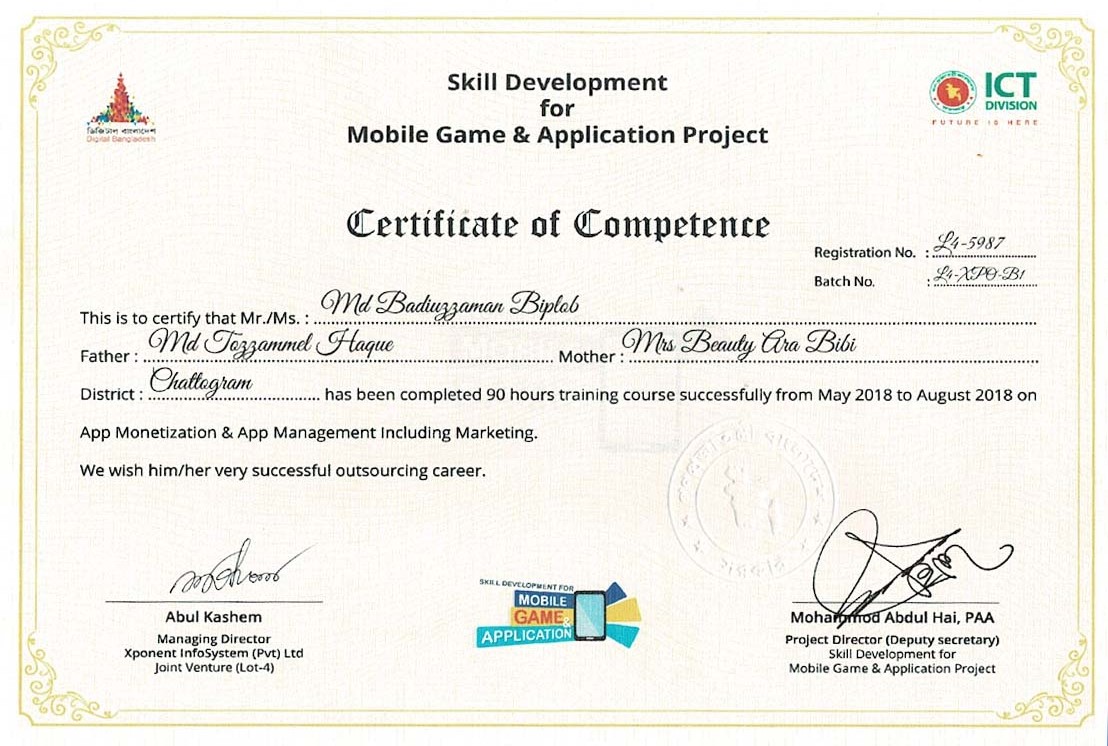 ডিজিটাল বাংলাদেশ
Digital Bangladesh
Skill Development
for
Mobile Game & Application Project
ICT
DIVISION
FUTURE IS HERE
Certificate of Competence
Registration No. : L4-5987
Batch No. : L4-XPO-B1
This is to certify that Mr./Ms. : Md Badiuzzaman Biplob
Father : Md Tozzammel Haque Mother : Mrs Beauty Ara Bibi
District : Chattogram has been completed 90 hours training course successfully from May 2018 to August 2018 on
App Monetization & App Management Including Marketing.
We wish him/her very successful outsourcing career.
Abul Kashem
Managing Director
Xponent InfoSystem (Pvt) Ltd
Joint Venture (Lot-4)
SKILL DEVELOPMENT FOR
MOBILE
GAME &
APPLICATION
Mohammod Abdul Hai, PAA
Project Director (Deputy secretary)
Skill Development for
Mobile Game & Application Project